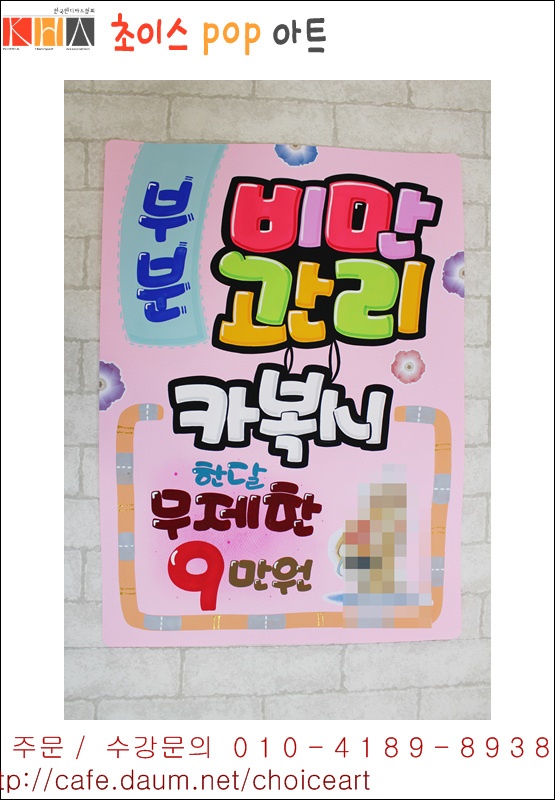 KHA 초이스 pop 아트
부분
비만
관리
카복시
한달
무제한
9만원
주문 / 수강문의 010-4189-8938
tp://cafe.daum.net/choiceart